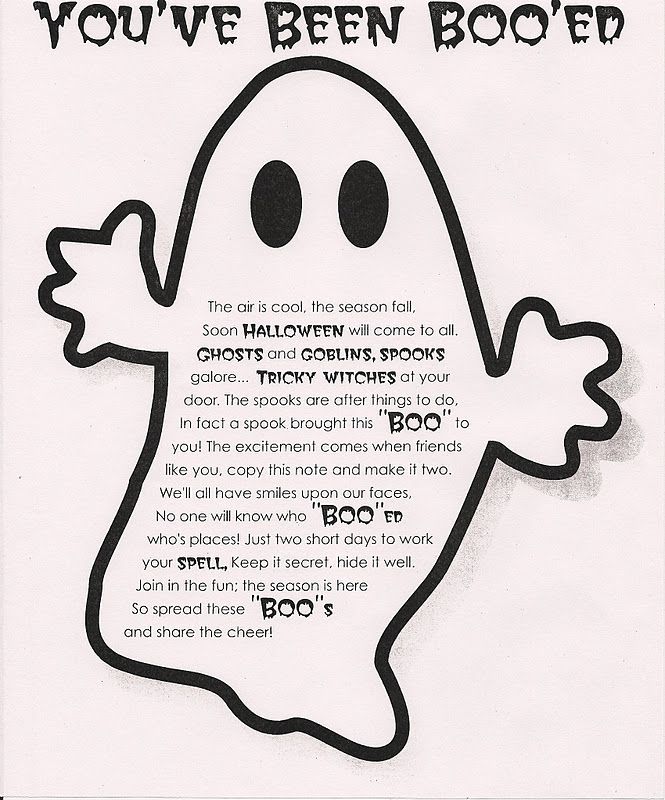 YOU'VE BEEN BOO'ED
The air is cool, the season fall,
Soon HALLOWEEN will come to all.
GHOSTS and GOBLINS, SPOOKS
galore... TRICKY WITCHES at your
door. The spooks are after things to do,
In fact a spook brought this "BOO" to
you! The excitement comes when friends
like you, copy this note and make it two.
We'll all have smiles upon our faces,
No one will know who "BOO"ED
who's places! Just two short days to work
your SPELL, Keep it secret, hide it well.
Join in the fun; the season is here
So spread these "BOO"s
and share the cheer!